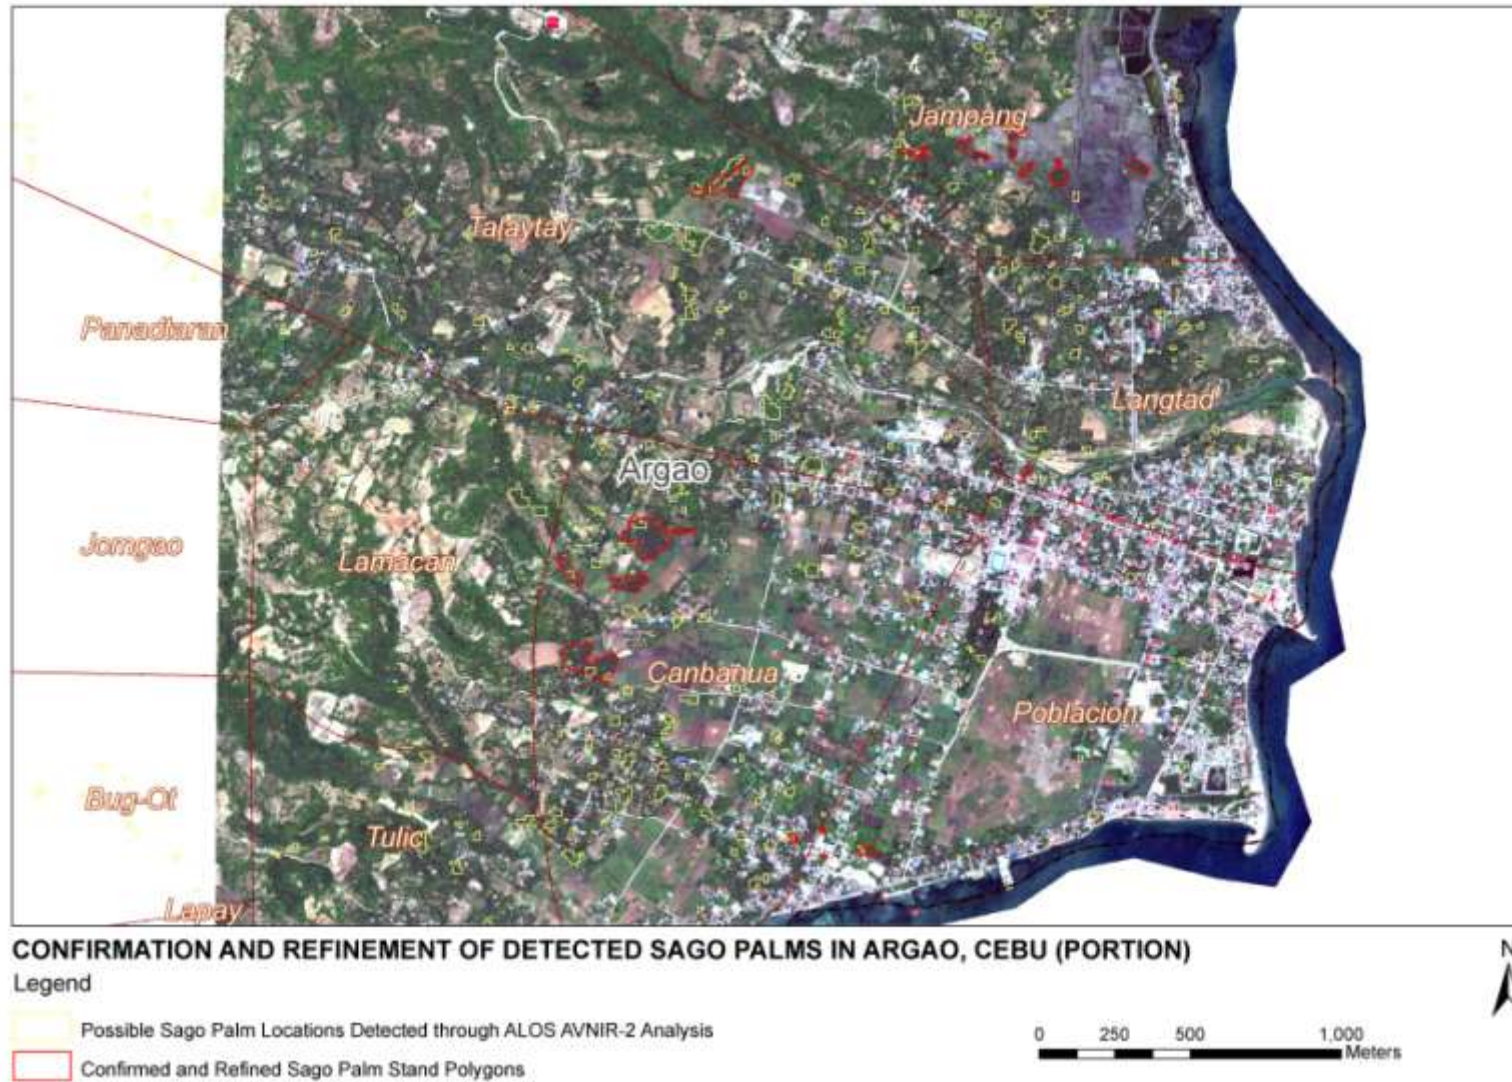 Jampang
Talaytay
Panadtaran
Langtad
Argao
Jomgao
Lamacan
Canbanua
Poblacion
Bug-Ot
Tulic
Lapay
CONFIRMATION AND REFINEMENT OF DETECTED SAGO PALMS IN ARGAO, CEBU (PORTION)
N
Legend
Possible Sago Palm Locations Detected through ALOS AVNIR-2 Analysis
0 250 500 1,000
Meters
Confirmed and Refined Sago Palm Stand Polygons